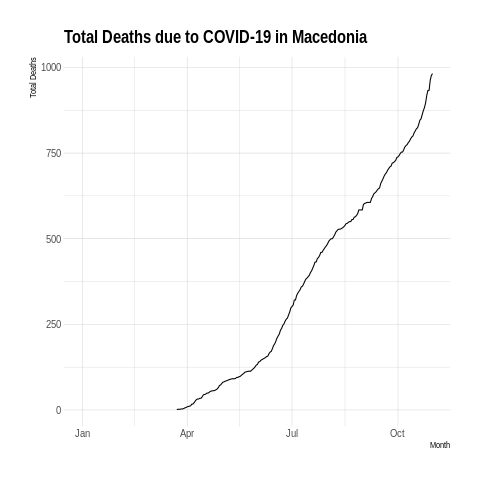 Total Deaths due to COVID-19 in Macedonia
Total Deaths
1000
750
500
250
0
Jan Apr Jul Oct
Month